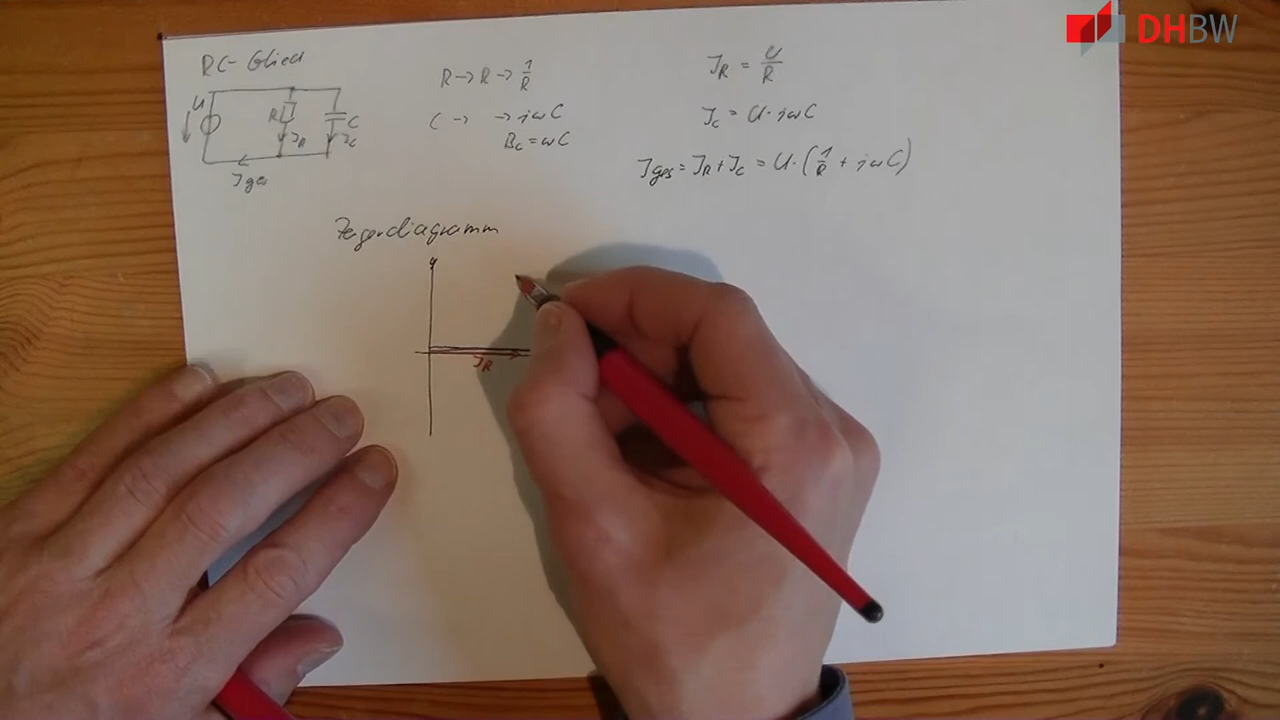 DHBW
RC-Glied
U
R
C
I_R
I_C
I_ges
R → R → 1/R
C → → jωC
B_C = ωC
I_R = U/R
I_C = U · jωC
I_ges = I_R + I_C = U · (1/R + jωC)
Zeigerdiagramm
I_R